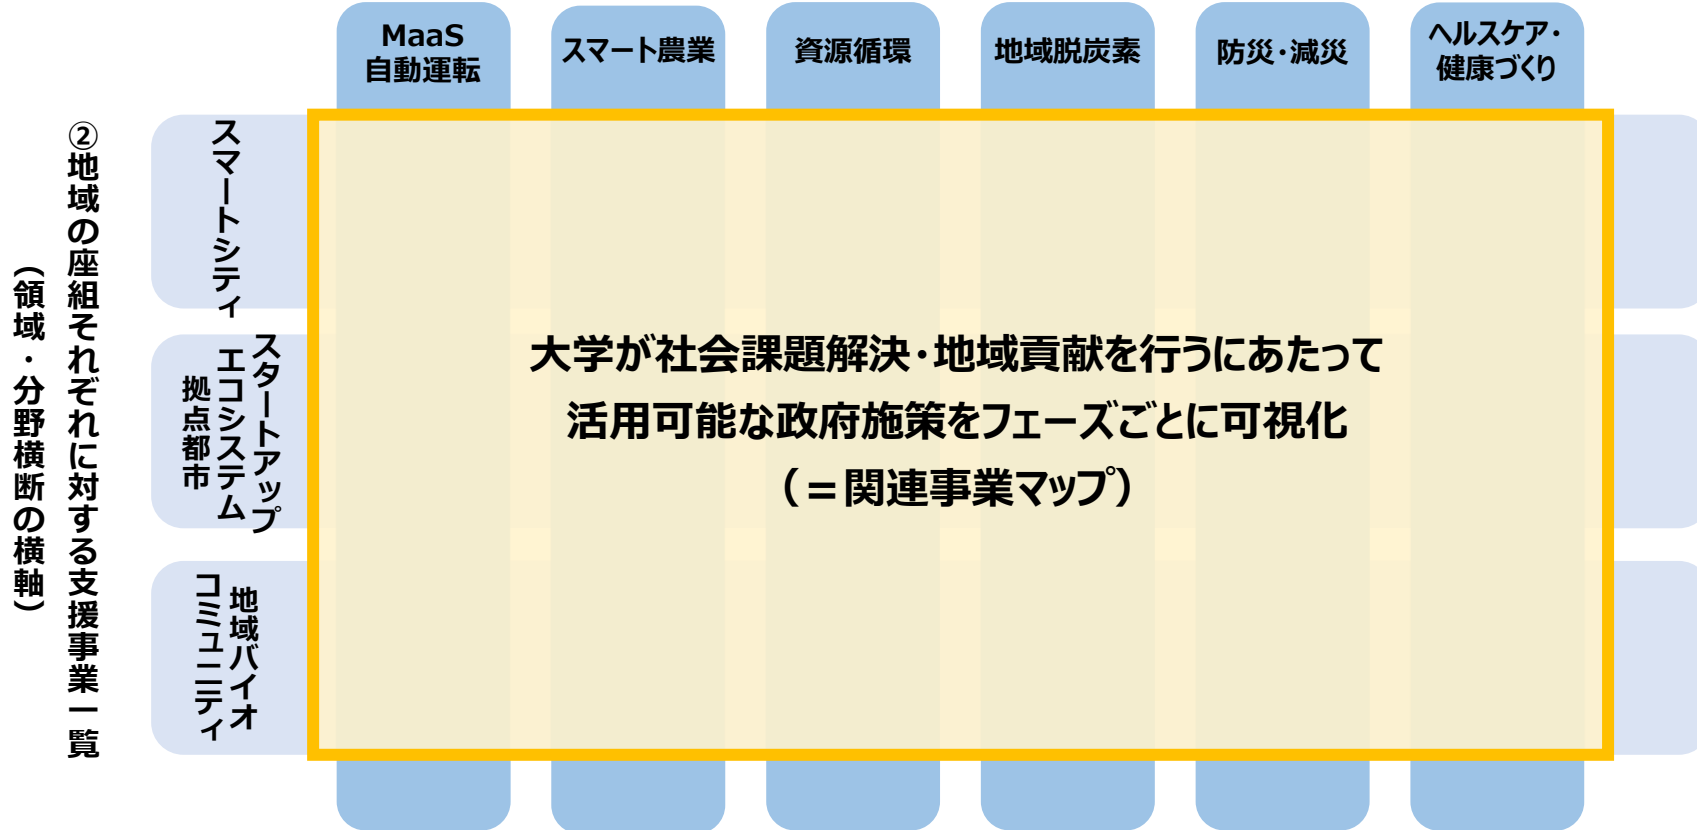 MaaS
自動運転
スマート農業
資源循環
地域脱炭素
防災・減災
ヘルスケア・
健康づくり
②地域の座組それぞれに対する支援事業一覧
（領域・分野横断の横軸）
スマートシティ
スタートアップ
エコシステム
拠点都市
地域バイオ
コミュニティ
大学が社会課題解決・地域貢献を行うにあたって
活用可能な政府施策をフェーズごとに可視化
（＝関連事業マップ）